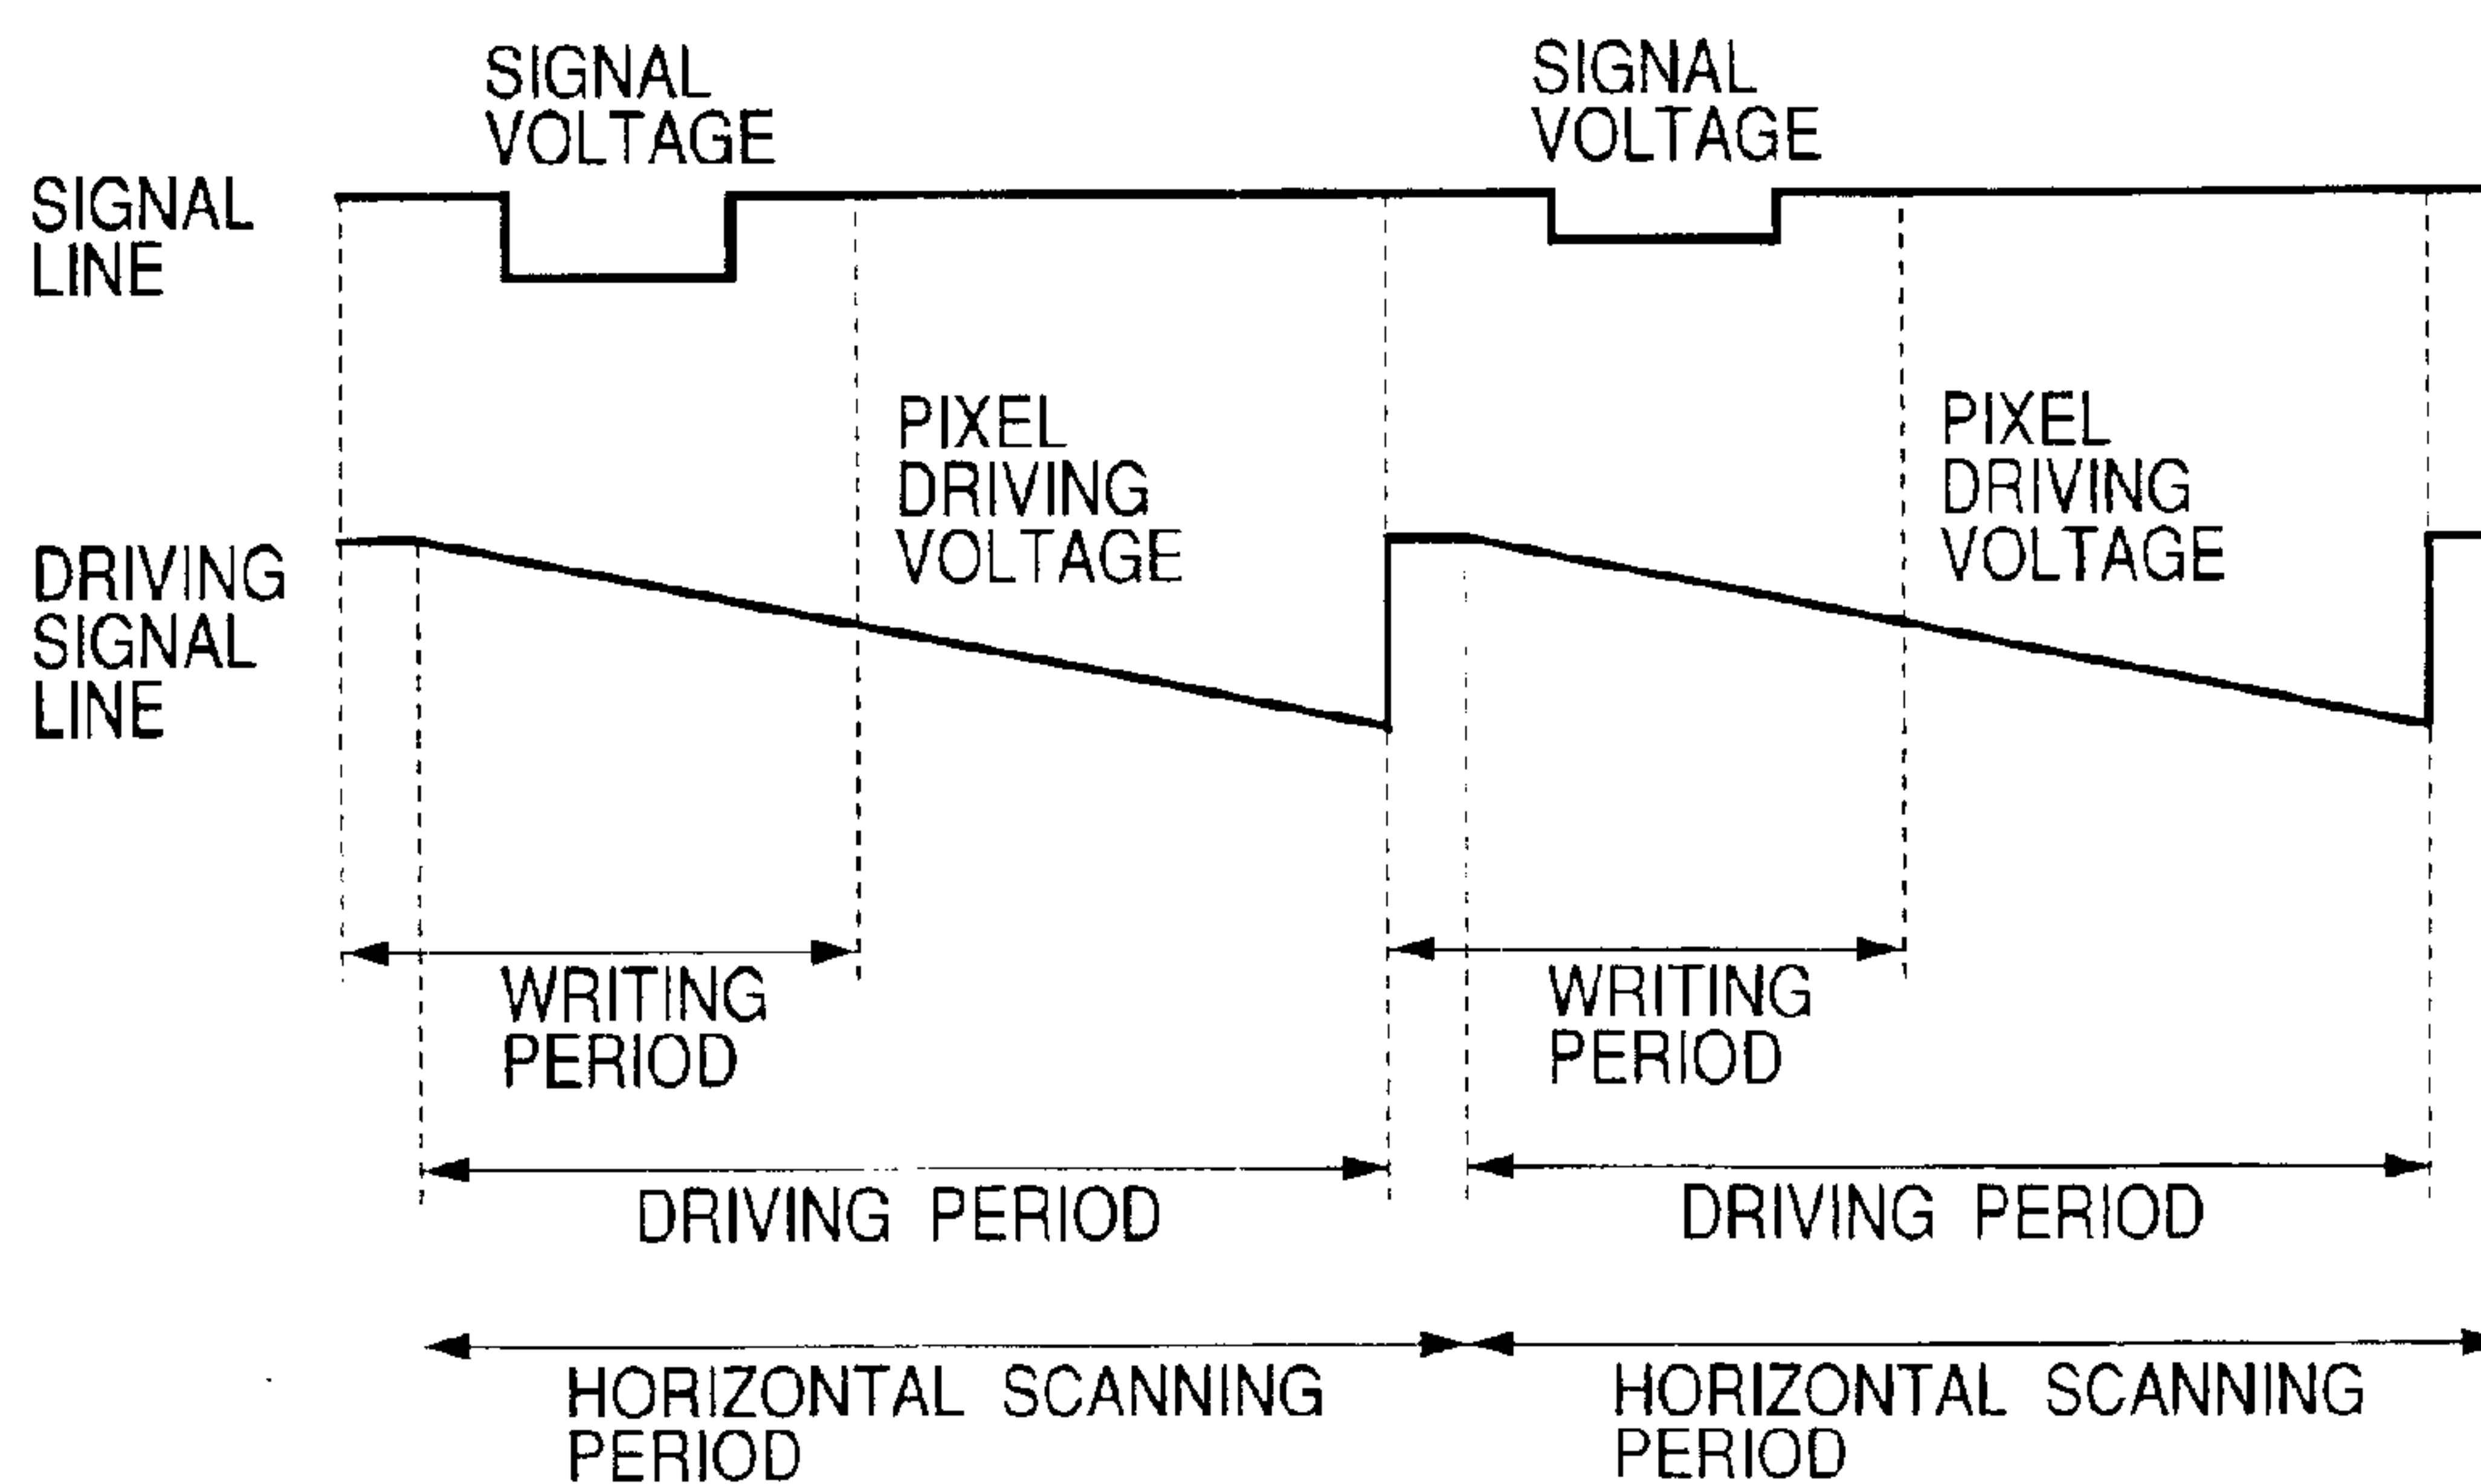 SIGNAL
VOLTAGE
SIGNAL
VOLTAGE
SIGNAL
LINE
PIXEL
DRIVING
VOLTAGE
PIXEL
DRIVING
VOLTAGE
DRIVING
SIGNAL
LINE
WRITING
PERIOD
WRITING
PERIOD
DRIVING PERIOD
DRIVING PERIOD
HORIZONTAL SCANNING
PERIOD
HORIZONTAL SCANNING
PERIOD